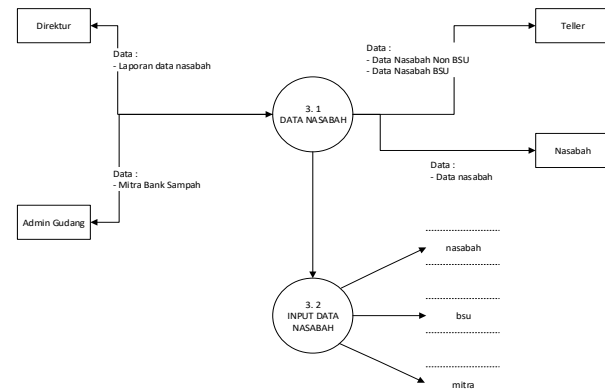 Direktur
Data :
- Laporan data nasabah
Data :
- Data Nasabah Non BSU
- Data Nasabah BSU
Teller
3. 1
DATA NASABAH
Nasabah
Data :
- Data nasabah
Data :
- Mitra Bank Sampah
Admin Gudang
3. 2
INPUT DATA
NASABAH
nasabah
bsu
mitra